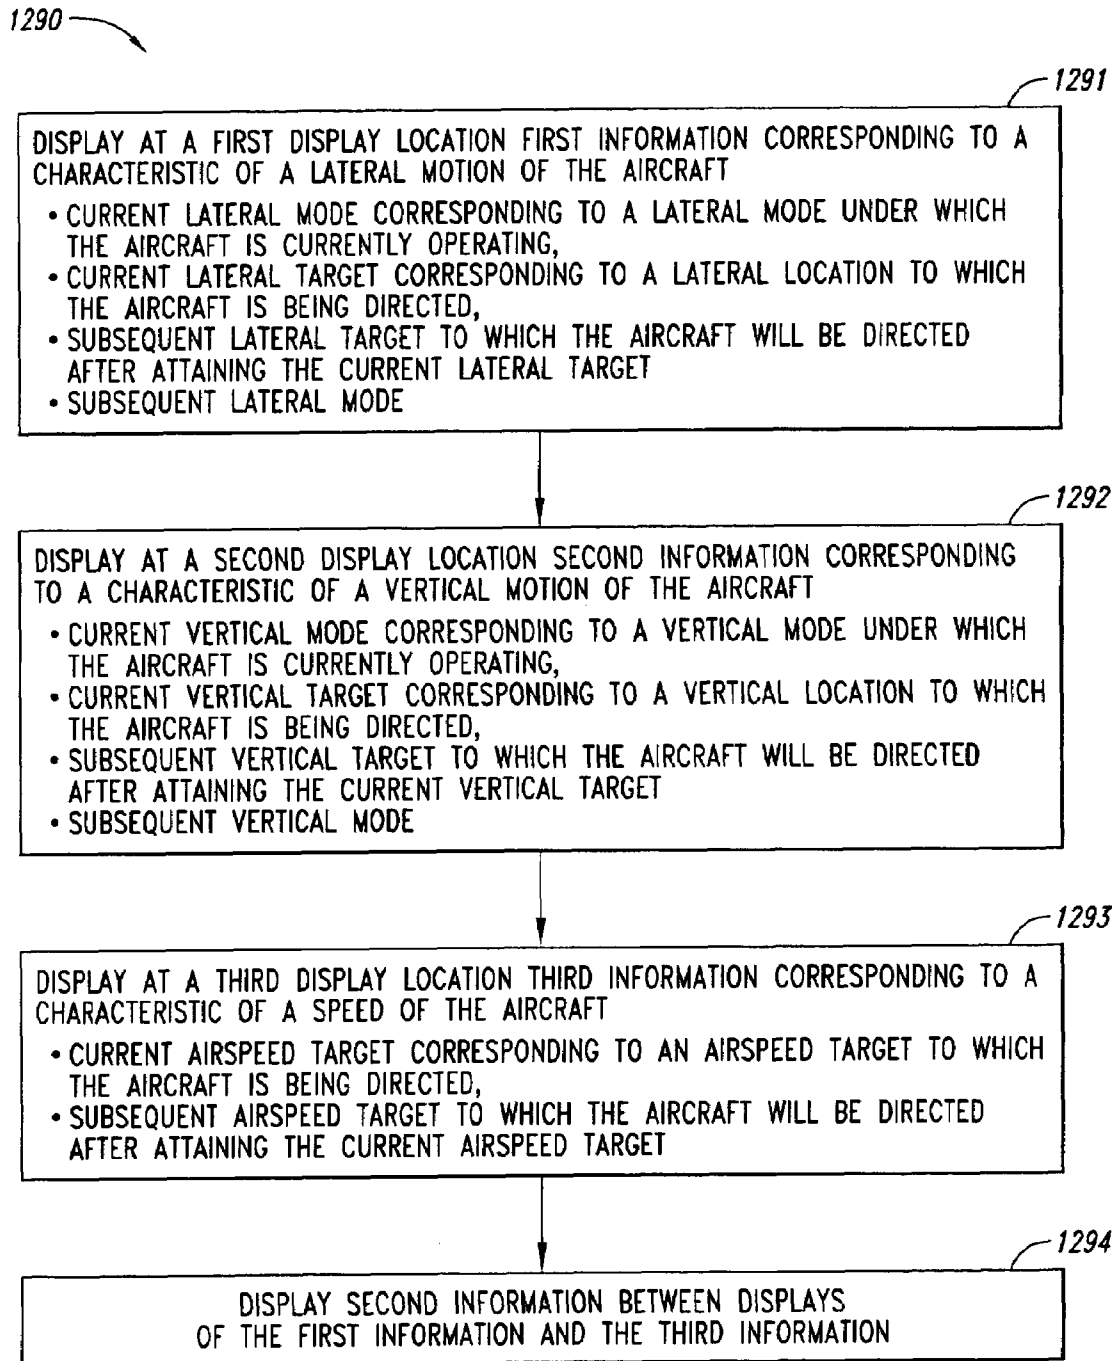 1290
1291
DISPLAY AT A FIRST DISPLAY LOCATION FIRST INFORMATION CORRESPONDING TO A
CHARACTERISTIC OF A LATERAL MOTION OF THE AIRCRAFT
• CURRENT LATERAL MODE CORRESPONDING TO A LATERAL MODE UNDER WHICH
THE AIRCRAFT IS CURRENTLY OPERATING,
• CURRENT LATERAL TARGET CORRESPONDING TO A LATERAL LOCATION TO WHICH
THE AIRCRAFT IS BEING DIRECTED,
• SUBSEQUENT LATERAL TARGET TO WHICH THE AIRCRAFT WILL BE DIRECTED
AFTER ATTAINING THE CURRENT LATERAL TARGET
• SUBSEQUENT LATERAL MODE
1292
DISPLAY AT A SECOND DISPLAY LOCATION SECOND INFORMATION CORRESPONDING
TO A CHARACTERISTIC OF A VERTICAL MOTION OF THE AIRCRAFT
• CURRENT VERTICAL MODE CORRESPONDING TO A VERTICAL MODE UNDER WHICH
THE AIRCRAFT IS CURRENTLY OPERATING,
• CURRENT VERTICAL TARGET CORRESPONDING TO A VERTICAL LOCATION TO WHICH
THE AIRCRAFT IS BEING DIRECTED,
• SUBSEQUENT VERTICAL TARGET TO WHICH THE AIRCRAFT WILL BE DIRECTED
AFTER ATTAINING THE CURRENT VERTICAL TARGET
• SUBSEQUENT VERTICAL MODE
1293
DISPLAY AT A THIRD DISPLAY LOCATION THIRD INFORMATION CORRESPONDING TO A
CHARACTERISTIC OF A SPEED OF THE AIRCRAFT
• CURRENT AIRSPEED TARGET CORRESPONDING TO AN AIRSPEED TARGET TO WHICH
THE AIRCRAFT IS BEING DIRECTED,
• SUBSEQUENT AIRSPEED TARGET TO WHICH THE AIRCRAFT WILL BE DIRECTED
AFTER ATTAINING THE CURRENT AIRSPEED TARGET
1294
DISPLAY SECOND INFORMATION BETWEEN DISPLAYS
OF THE FIRST INFORMATION AND THE THIRD INFORMATION